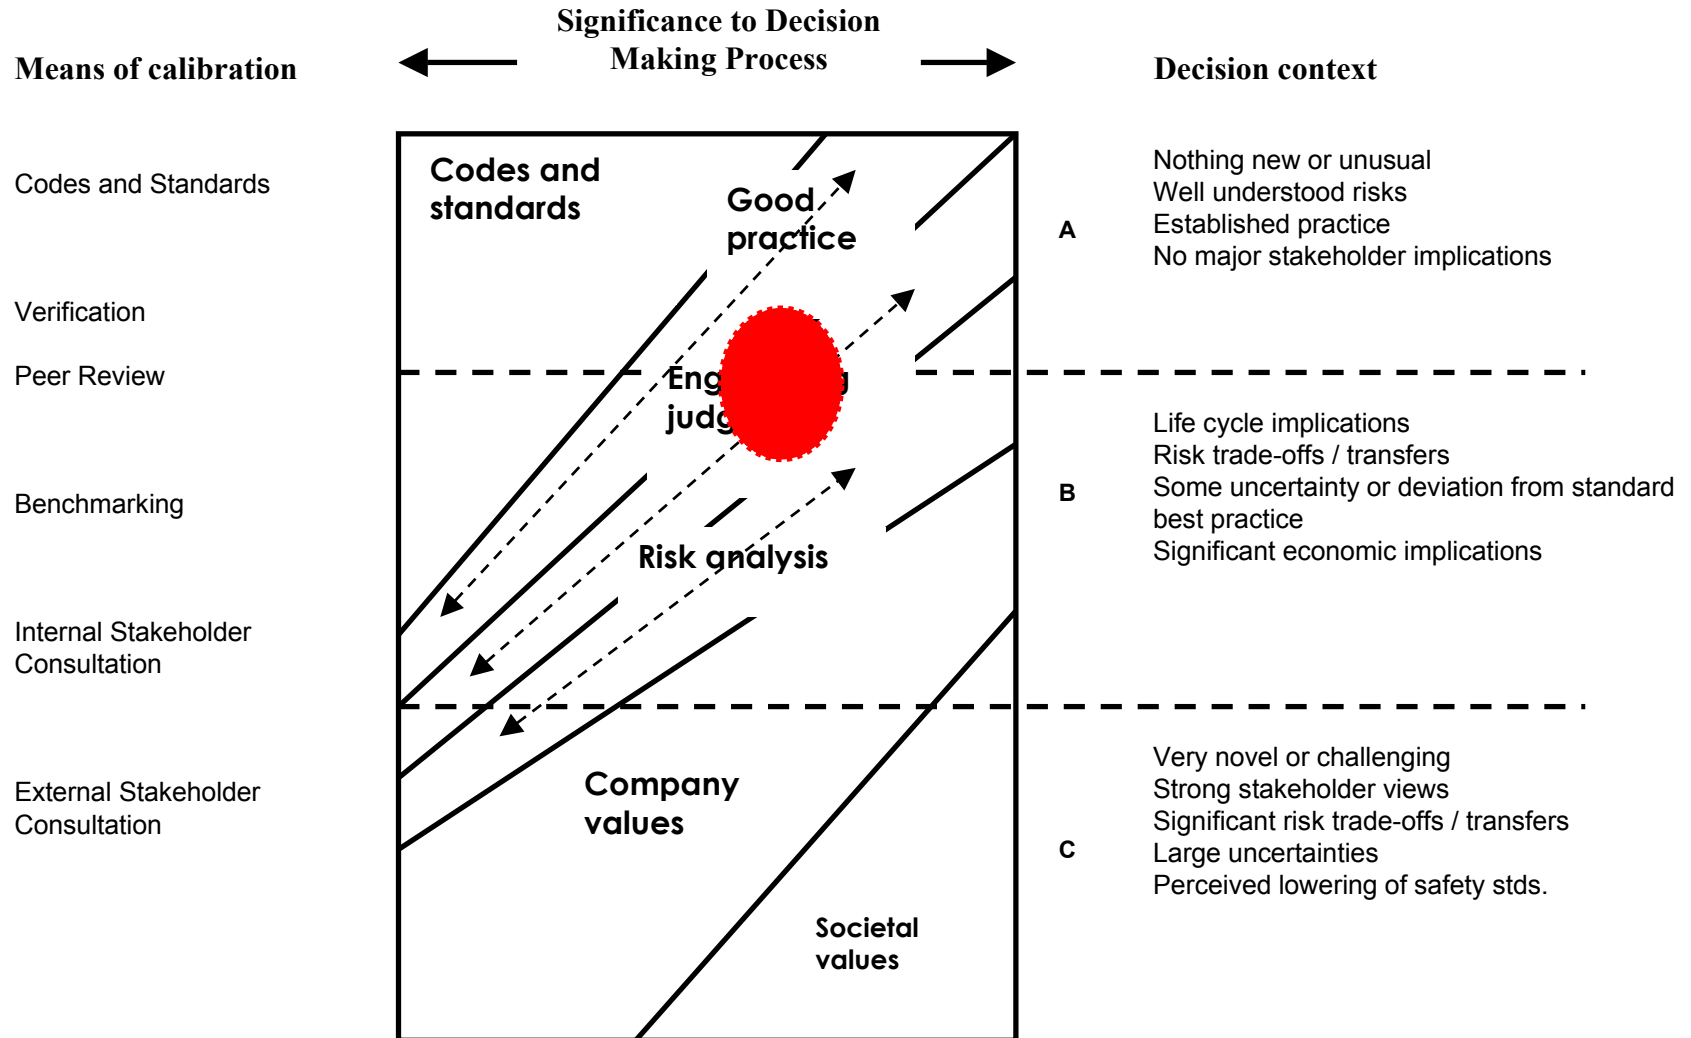 Significance to Decision
Making Process
Means of calibration
Decision context
Codes and Standards
Verification
Peer Review
Benchmarking
Internal Stakeholder
Consultation
External Stakeholder
Consultation
Codes and
standards
Good
practice
Risk analysis
Company
values
Societal
values
A
Nothing new or unusual
Well understood risks
Established practice
No major stakeholder implications
B
Life cycle implications
Risk trade-offs / transfers
Some uncertainty or deviation from standard
best practice
Significant economic implications
C
Very novel or challenging
Strong stakeholder views
Significant risk trade-offs / transfers
Large uncertainties
Perceived lowering of safety stds.